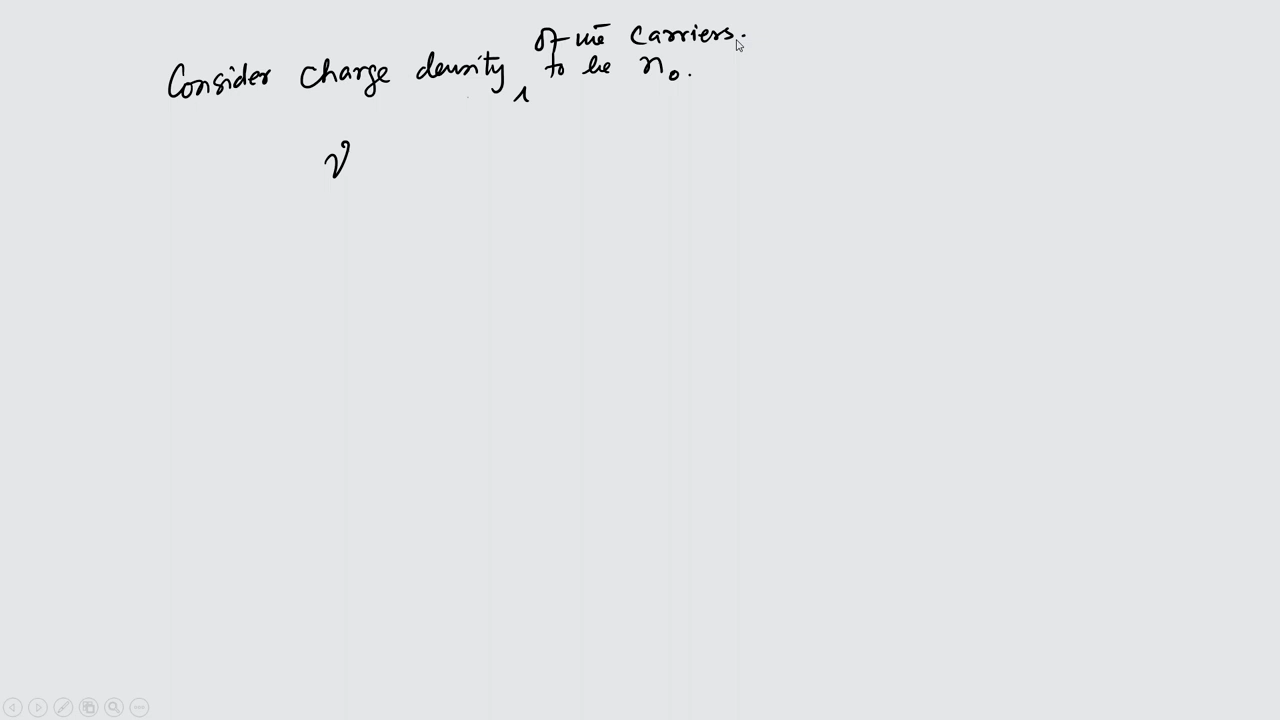 of the carriers.
Consider charge density to be n₀.
v